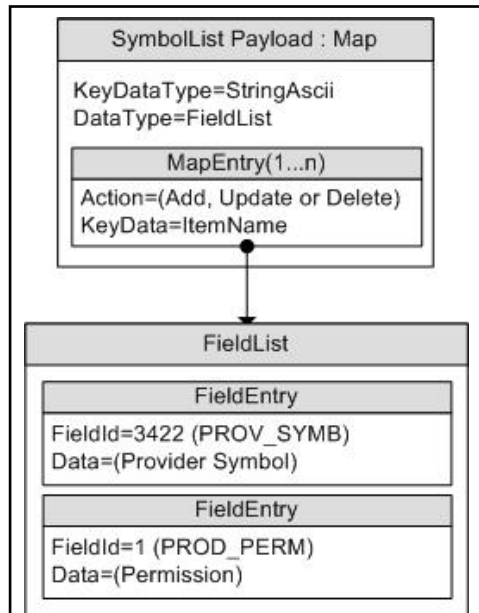 SymbolList Payload : Map
KeyDataType=StringAscii
DataType=FieldList
MapEntry(1...n)
Action=(Add, Update or Delete)
KeyData=ItemName
FieldList
FieldEntry
FieldId=3422 (PROV_SYMB)
Data=(Provider Symbol)
FieldEntry
FieldId=1 (PROD_PERM)
Data=(Permission)